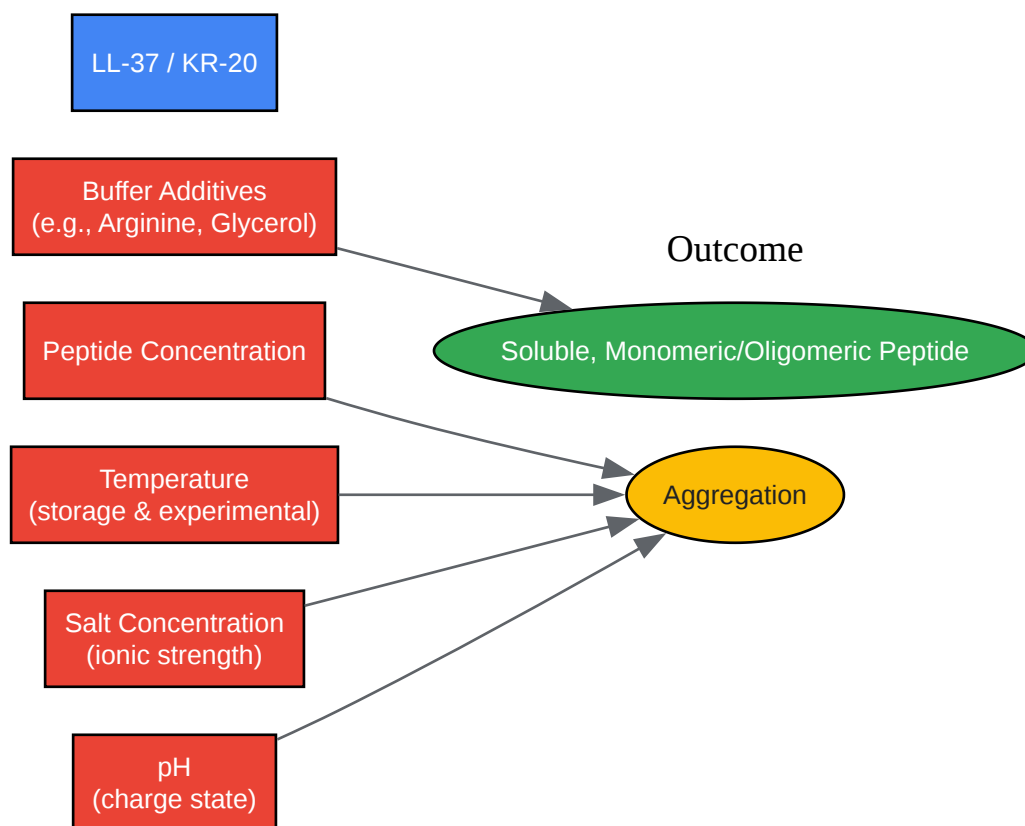 LL-37 / KR-20
Buffer Additives
(e.g., Arginine, Glycerol)
Outcome
Soluble, Monomeric/Oligomeric Peptide
Peptide Concentration
Temperature
(storage & experimental)
Aggregation
Salt Concentration
(ionic strength)
pH
(charge state)